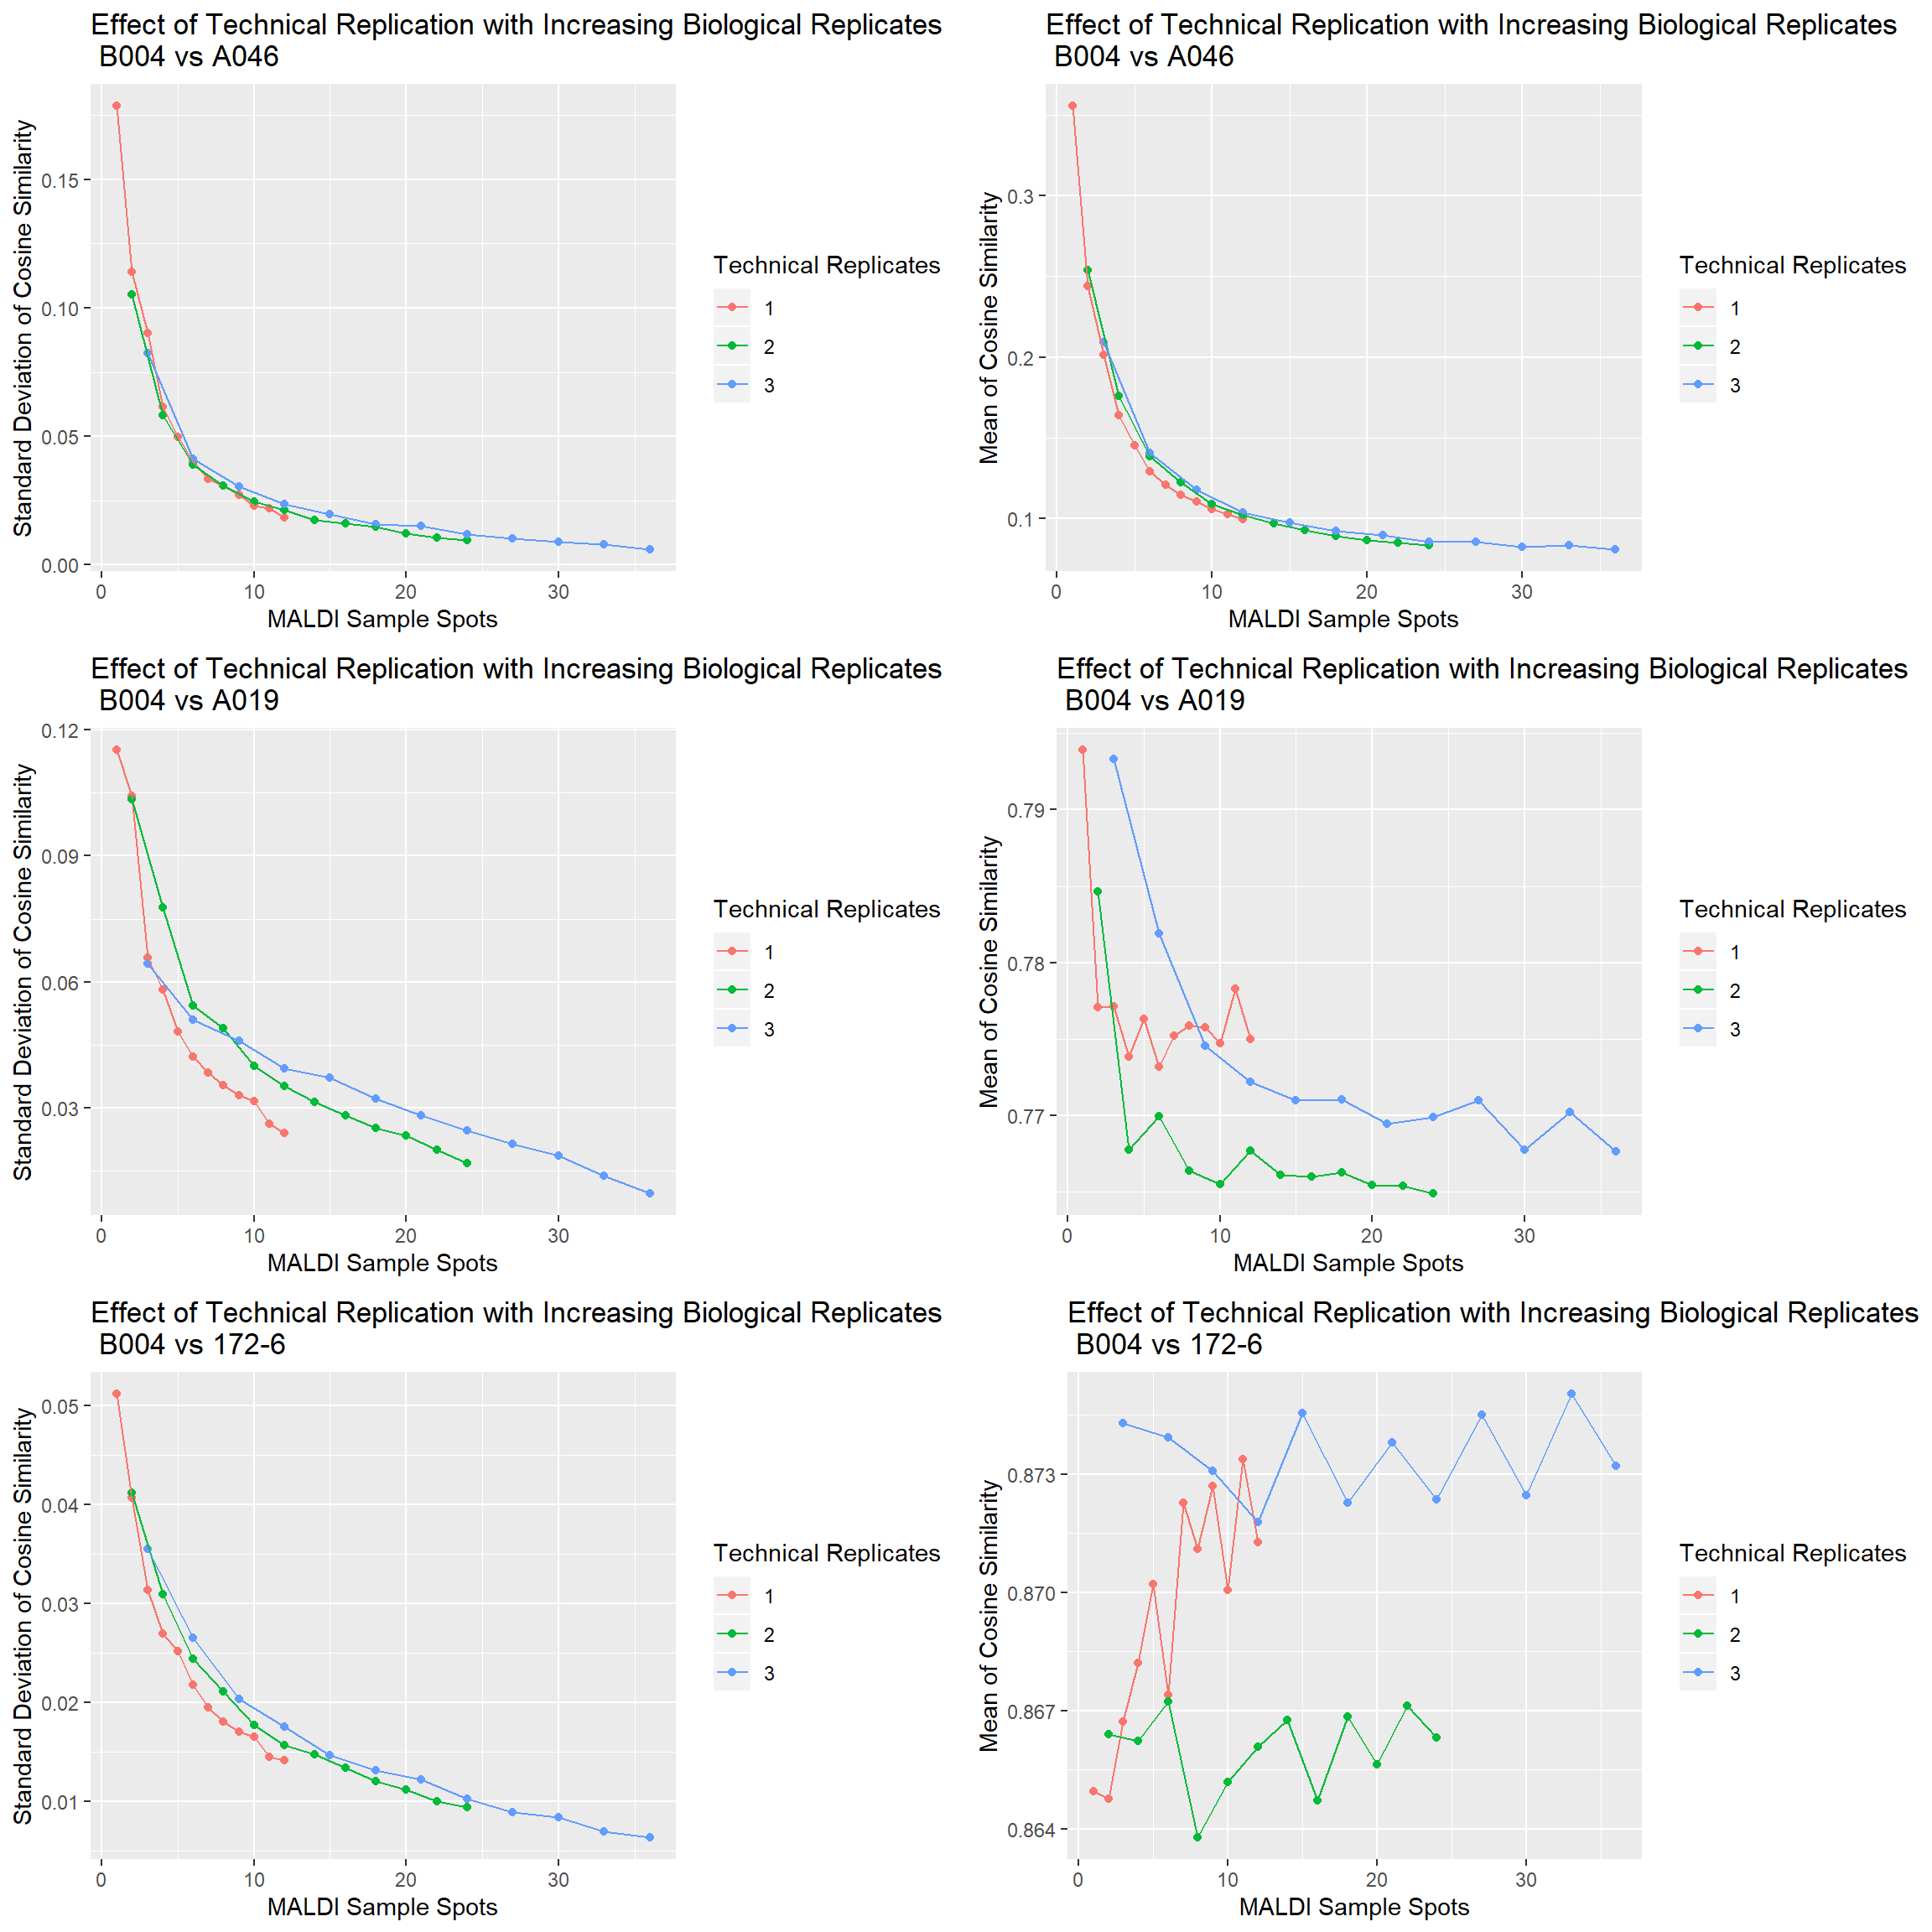 Effect of Technical Replication with Increasing Biological Replicates
B004 vs A046
Standard Deviation of Cosine Similarity
0.15
0.10
0.05
0.00
0 10 20 30
MALDI Sample Spots
Technical Replicates
1
2
3
Effect of Technical Replication with Increasing Biological Replicates
B004 vs A046
Mean of Cosine Similarity
0.3
0.2
0.1
0 10 20 30
MALDI Sample Spots
Technical Replicates
1
2
3
Effect of Technical Replication with Increasing Biological Replicates
B004 vs A019
Standard Deviation of Cosine Similarity
0.12
0.09
0.06
0.03
0 10 20 30
MALDI Sample Spots
Technical Replicates
1
2
3
Effect of Technical Replication with Increasing Biological Replicates
B004 vs A019
Mean of Cosine Similarity
0.79
0.78
0.77
0 10 20 30
MALDI Sample Spots
Technical Replicates
1
2
3
Effect of Technical Replication with Increasing Biological Replicates
B004 vs 172-6
Standard Deviation of Cosine Similarity
0.05
0.04
0.03
0.02
0.01
0 10 20 30
MALDI Sample Spots
Technical Replicates
1
2
3
Effect of Technical Replication with Increasing Biological Replicates
B004 vs 172-6
Mean of Cosine Similarity
0.873
0.870
0.867
0.864
0 10 20 30
MALDI Sample Spots
Technical Replicates
1
2
3